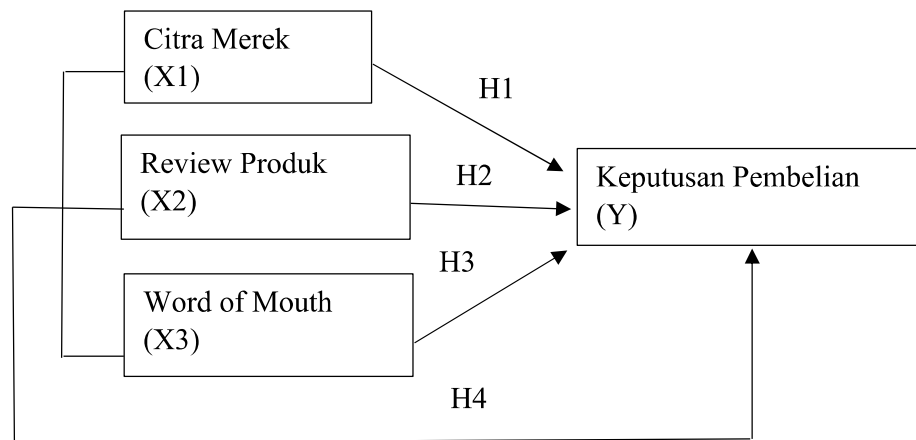 Citra Merek
(X1)
H1
Review Produk
(X2)
H2
Keputusan Pembelian
(Y)
H3
Word of Mouth
(X3)
H4